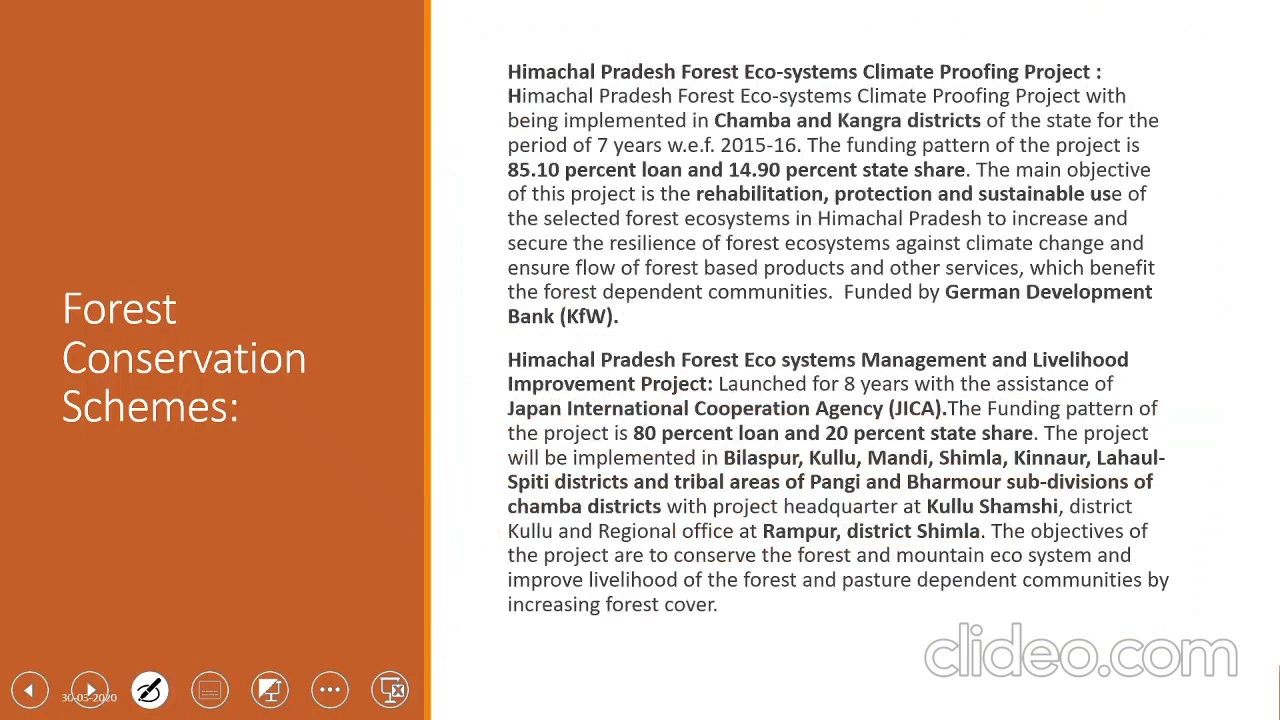 Forest
Conservation
Schemes:
Himachal Pradesh Forest Eco-systems Climate Proofing Project :
Himachal Pradesh Forest Eco-systems Climate Proofing Project with
being implemented in Chamba and Kangra districts of the state for the
period of 7 years w.e.f. 2015-16. The funding pattern of the project is
85.10 percent loan and 14.90 percent state share. The main objective
of this project is the rehabilitation, protection and sustainable use of
the selected forest ecosystems in Himachal Pradesh to increase and
secure the resilience of forest ecosystems against climate change and
ensure flow of forest based products and other services, which benefit
the forest dependent communities.  Funded by German Development
Bank (KfW).
Himachal Pradesh Forest Eco systems Management and Livelihood
Improvement Project: Launched for 8 years with the assistance of
Japan International Cooperation Agency (JICA).The Funding pattern of
the project is 80 percent loan and 20 percent state share. The project
will be implemented in Bilaspur, Kullu, Mandi, Shimla, Kinnaur, Lahaul-
Spiti districts and tribal areas of Pangi and Bharmour sub-divisions of
chamba districts with project headquarter at Kullu Shamshi, district
Kullu and Regional office at Rampur, district Shimla. The objectives of
the project are to conserve the forest and mountain eco system and
improve livelihood of the forest and pasture dependent communities by
increasing forest cover.
30-03-2020
clideo.com